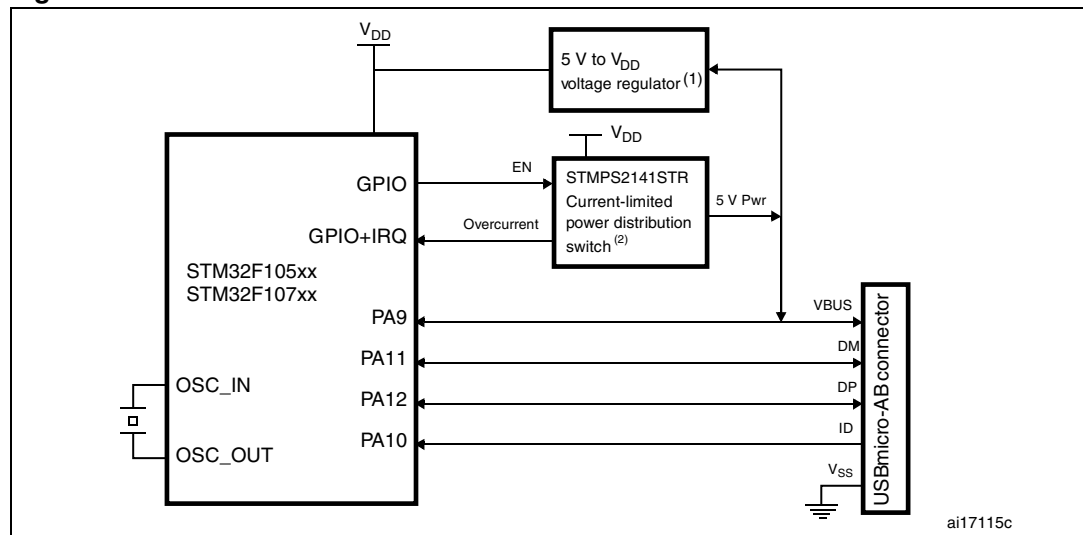 VDD
5 V to VDD
voltage regulator(1)
VDD
STMPS2141STR
Current-limited
power distribution
switch(2)
EN
Overcurrent
5 V Pwr
GPIO
GPIO+IRQ
STM32F105xx
STM32F107xx
PA9
PA11
PA12
PA10
OSC_IN
OSC_OUT
VBUS
DM
DP
ID
VSS
USBmicro-AB connector
ai17115c